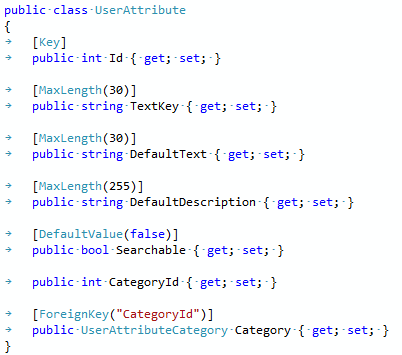 public class UserAttribute
{
[Key]
public int Id { get; set; }
[MaxLength(30)]
public string TextKey { get; set; }
[MaxLength(30)]
public string DefaultText { get; set; }
[MaxLength(255)]
public string DefaultDescription { get; set; }
[DefaultValue(false)]
public bool Searchable { get; set; }
public int CategoryId { get; set; }
[ForeignKey("CategoryId")]
public UserAttributeCategory Category { get; set; }
}